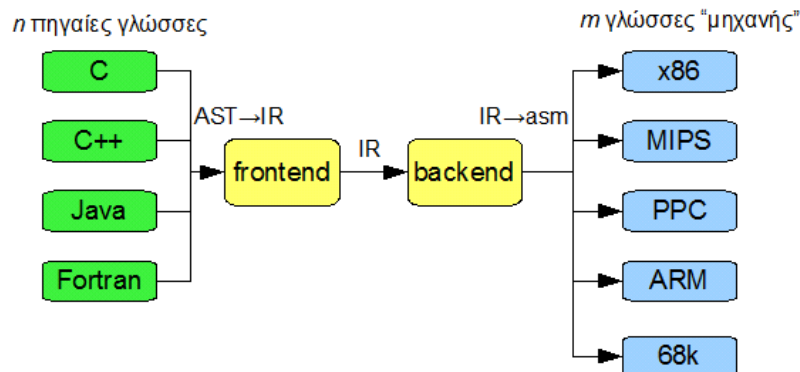 n πηγαίες γλώσσες
m γλώσσες “μηχανής”
C
C++
Java
Fortran
AST→IR
frontend
IR
backend
IR→asm
x86
MIPS
PPC
ARM
68k